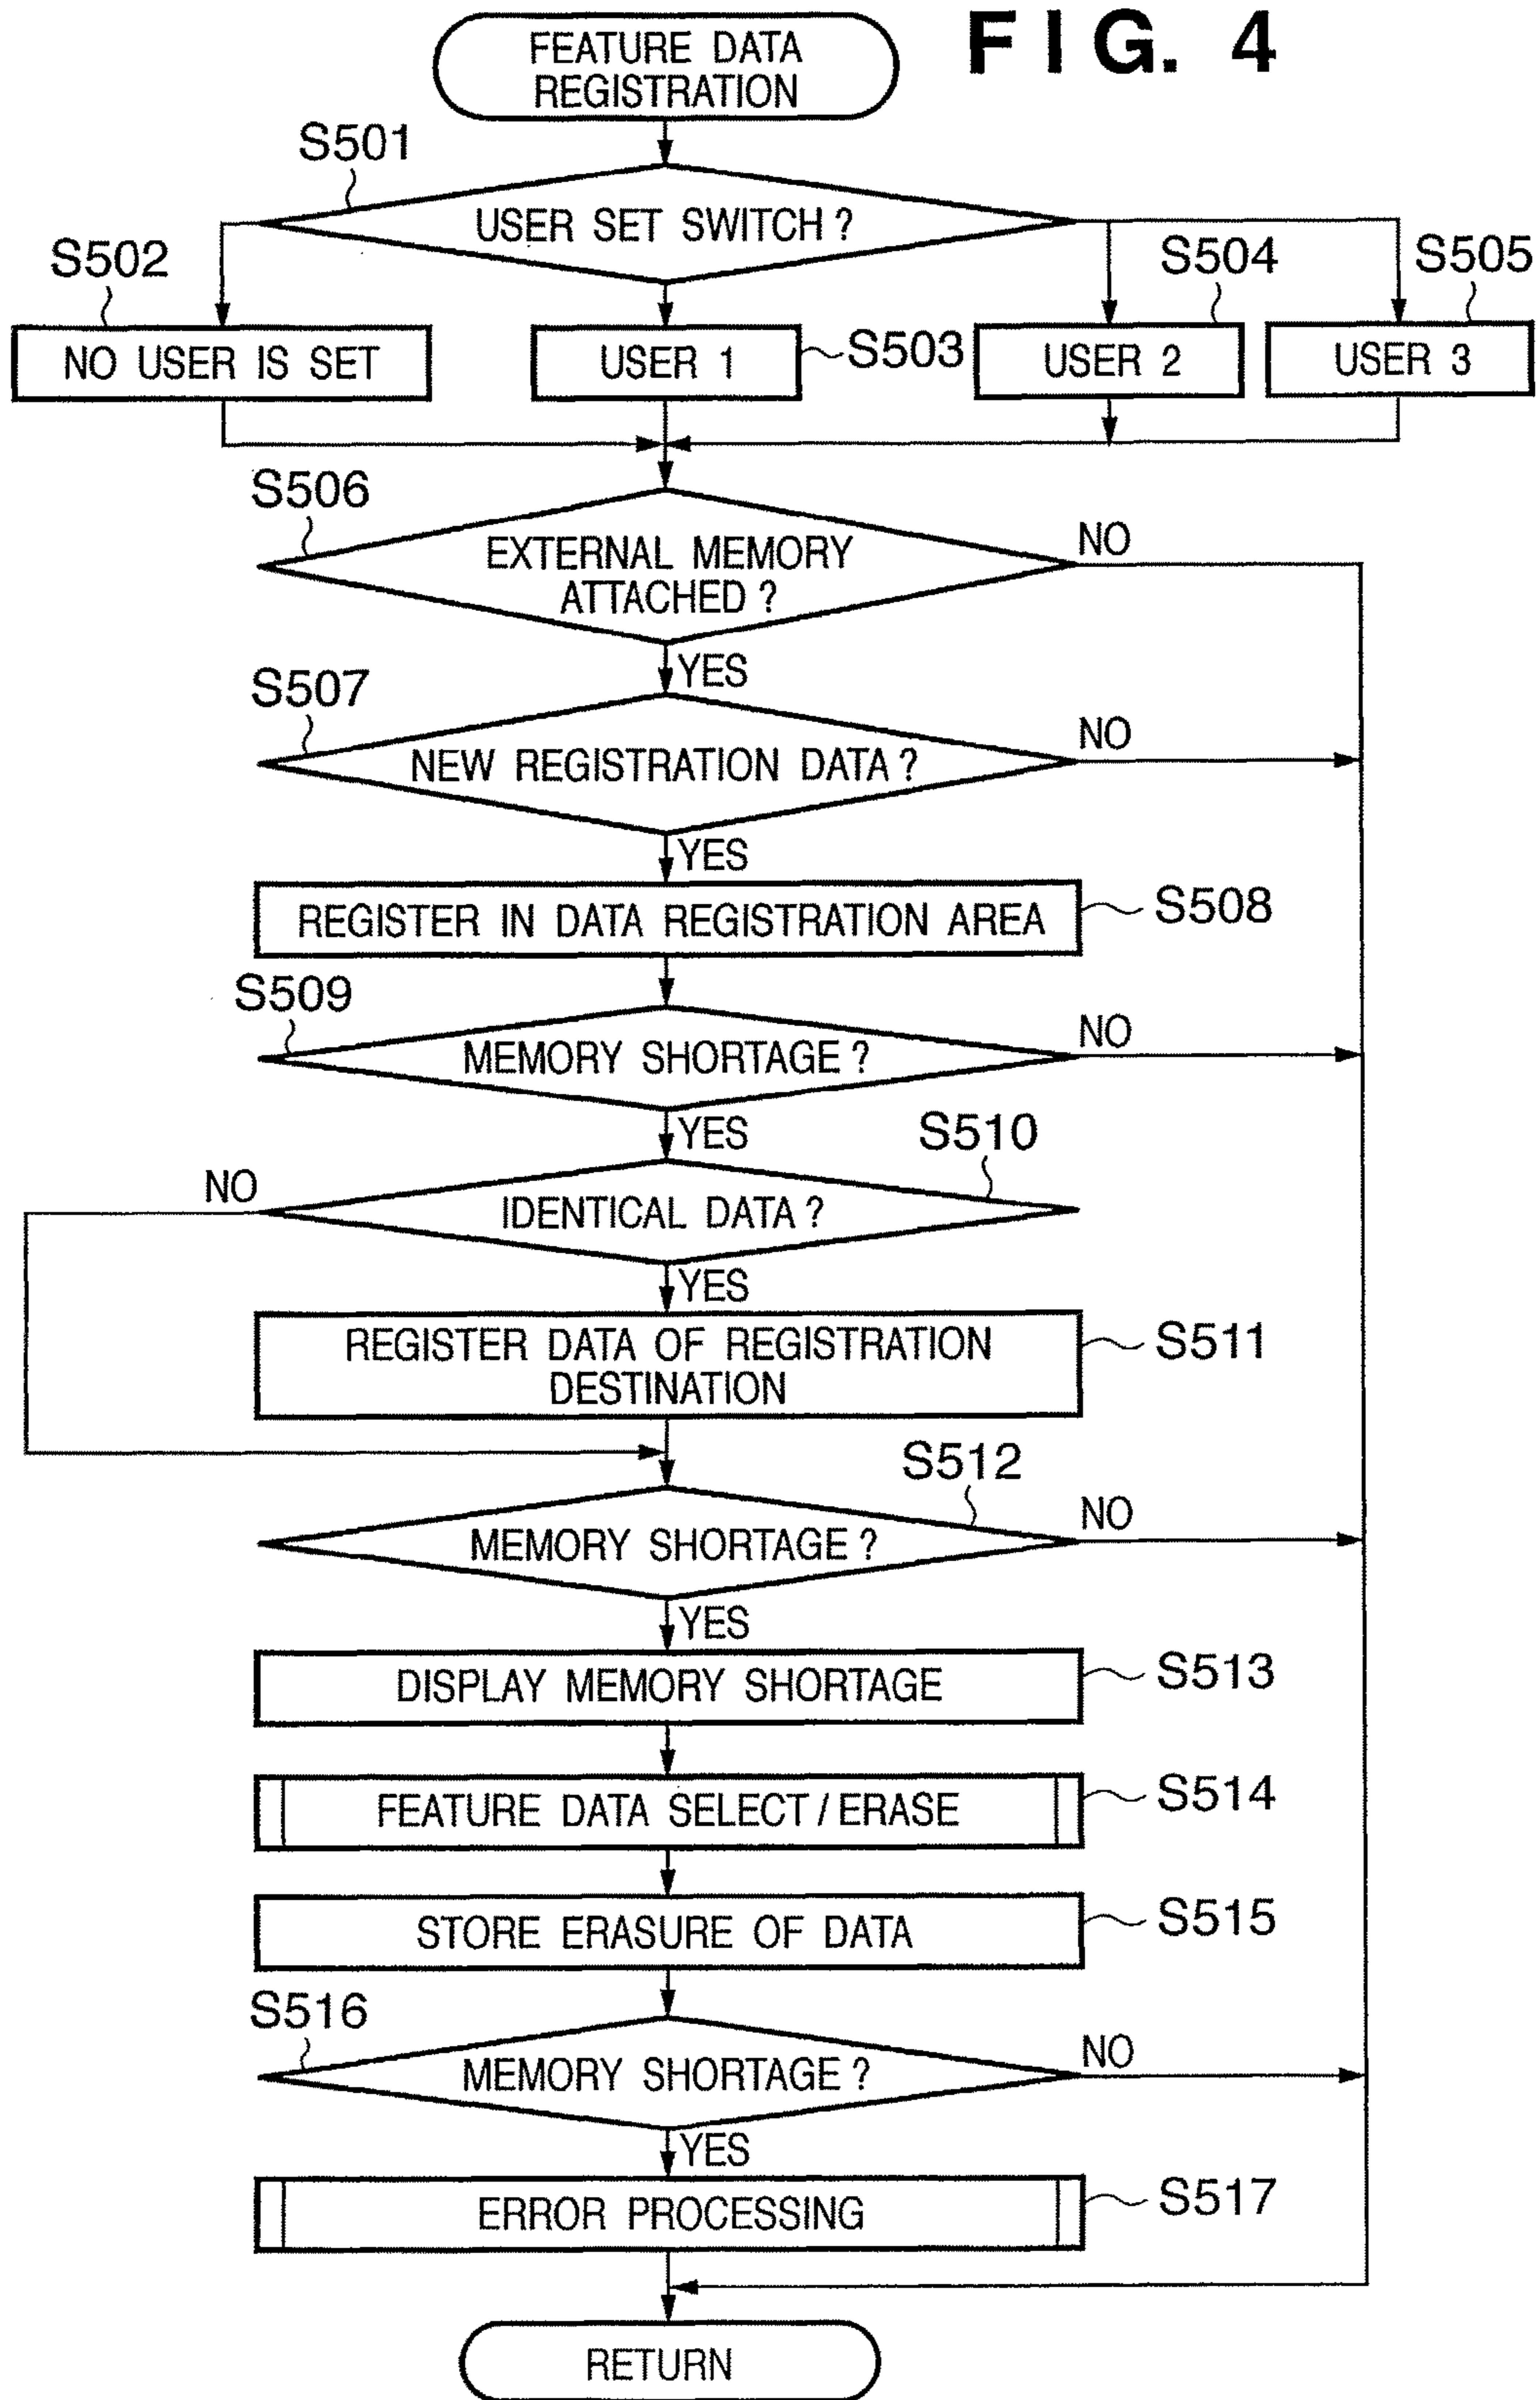 FIG. 4
FEATURE DATA
REGISTRATION
S501
USER SET SWITCH ?
S502
S504
S505
NO USER IS SET
USER 1
S503
USER 2
USER 3
S506
EXTERNAL MEMORY
ATTACHED ?
NO
YES
S507
NEW REGISTRATION DATA ?
NO
YES
REGISTER IN DATA REGISTRATION AREA
S508
S509
MEMORY SHORTAGE ?
NO
YES
S510
NO
IDENTICAL DATA ?
YES
REGISTER DATA OF REGISTRATION
DESTINATION
S511
S512
MEMORY SHORTAGE ?
NO
YES
DISPLAY MEMORY SHORTAGE
S513
FEATURE DATA SELECT / ERASE
S514
STORE ERASURE OF DATA
S515
S516
MEMORY SHORTAGE ?
NO
YES
ERROR PROCESSING
S517
RETURN